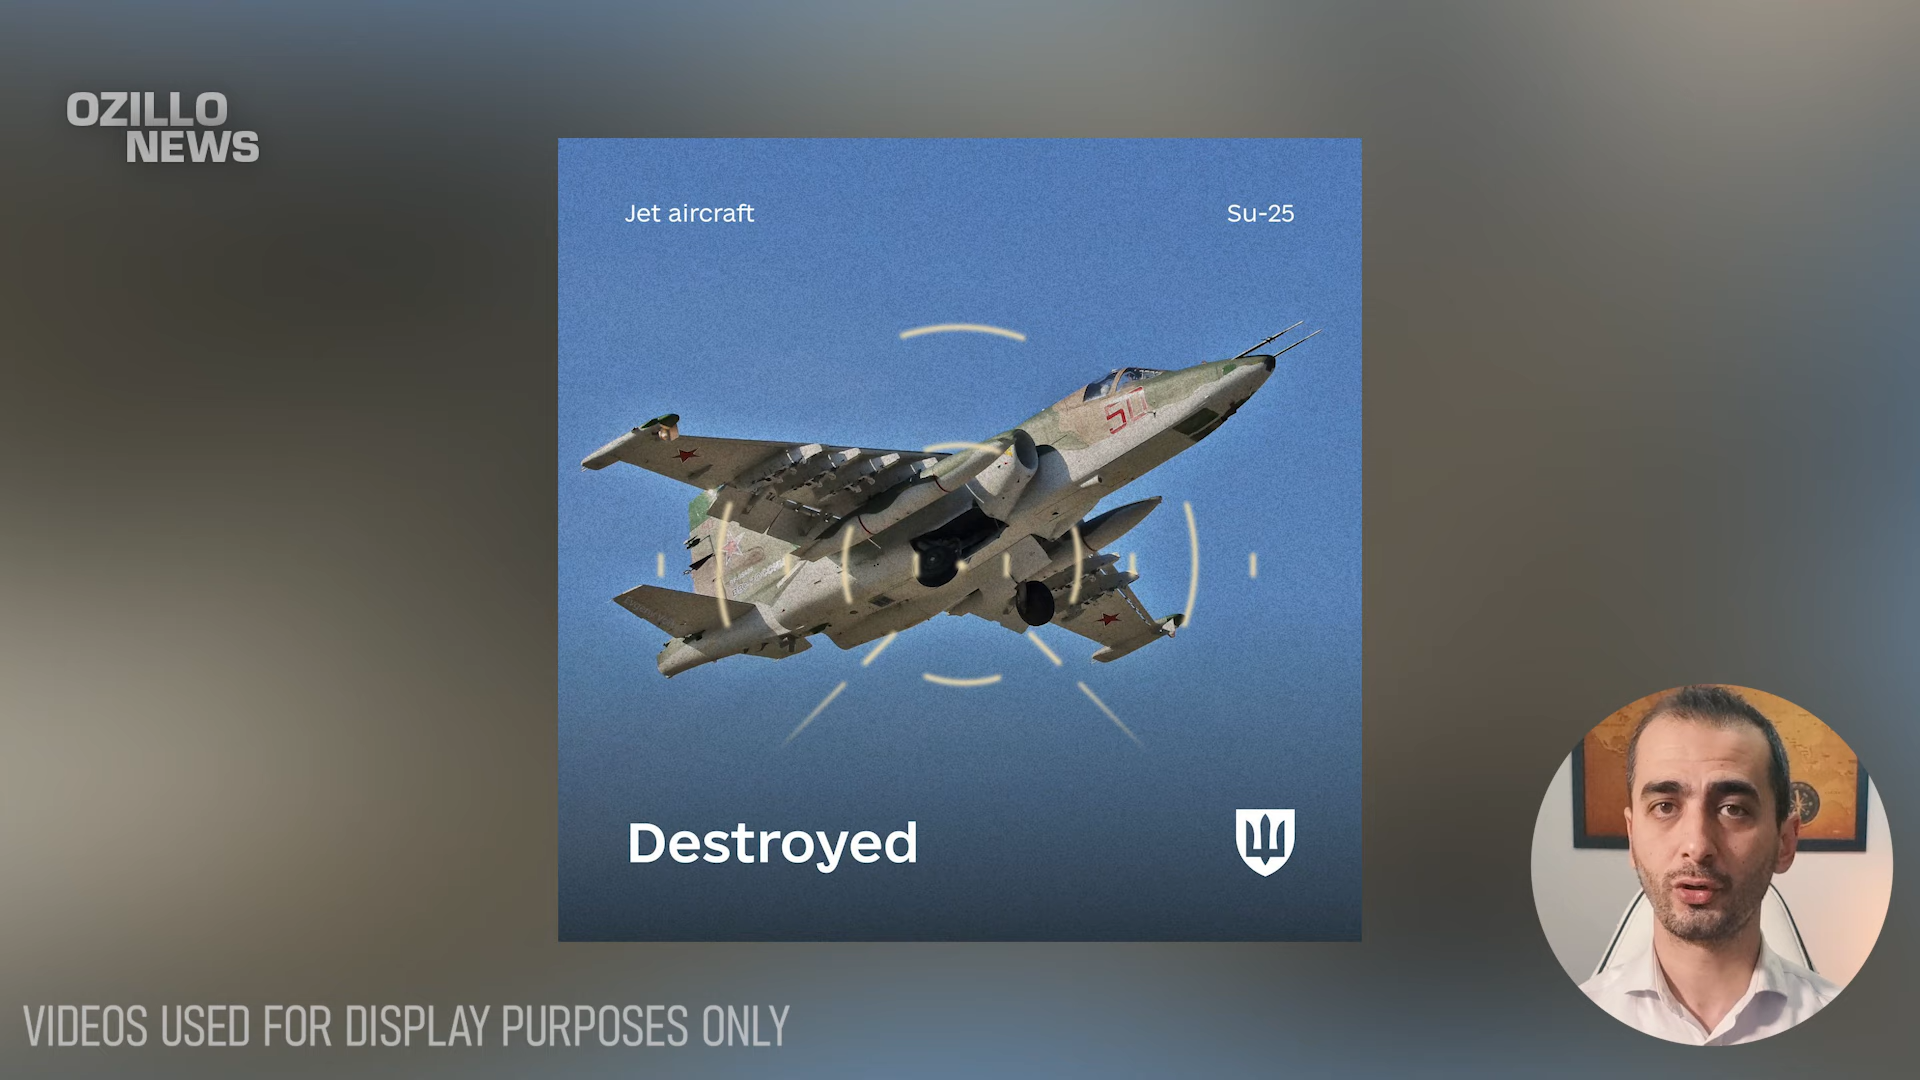 OZILLO
NEWS
Jet aircraft
Su-25
50
Destroyed
VIDEOS USED FOR DISPLAY PURPOSES ONLY